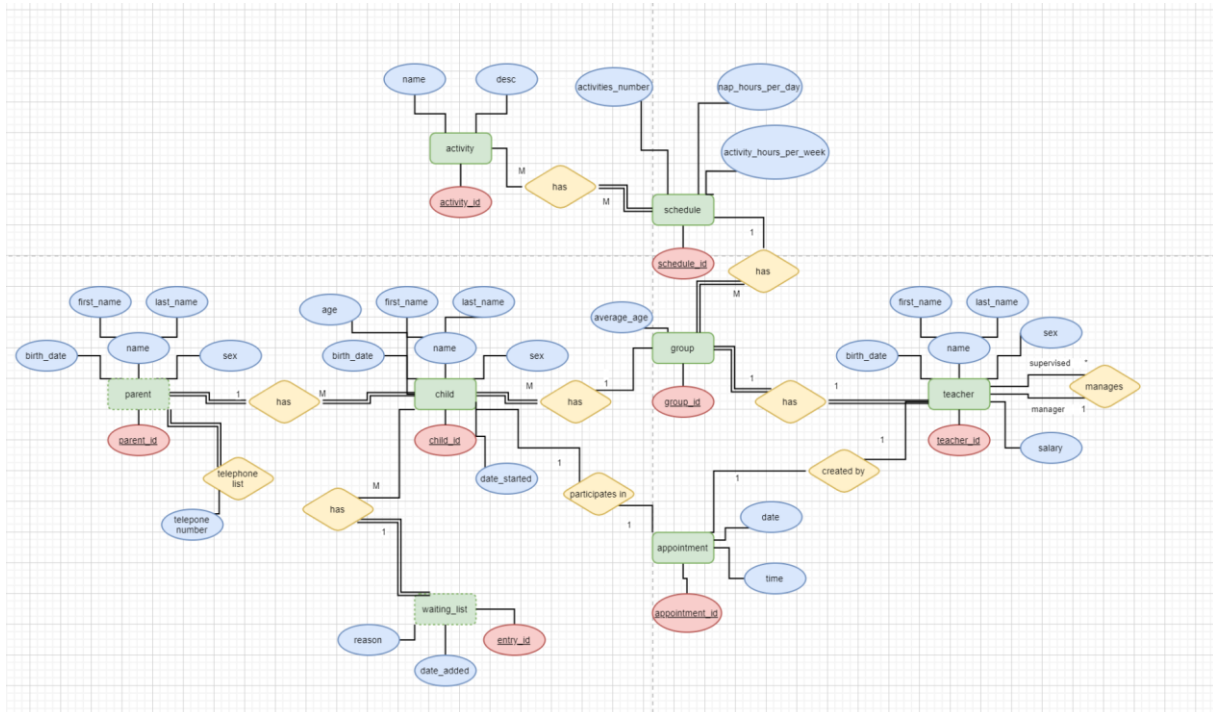 name
desc
activities_number
nap_hours_per_day
activity
activity_hours_per_week
M
has
M
activity_id
schedule
1
schedule_id
has
M
first_name
last_name
age
first_name
last_name
average_age
first_name
last_name
birth_date
name
sex
birth_date
name
sex
group
birth_date
name
sex
supervised
*
parent
1
has
M
child
M
has
1
group_id
1
has
1
teacher
manages
manager
1
parent_id
child_id
teacher_id
salary
telephone
list
date_started
1
participates in
1
1
created by
1
telepone
number
M
has
1
date
appointment
time
appointment_id
waiting_list
reason
entry_id
date_added